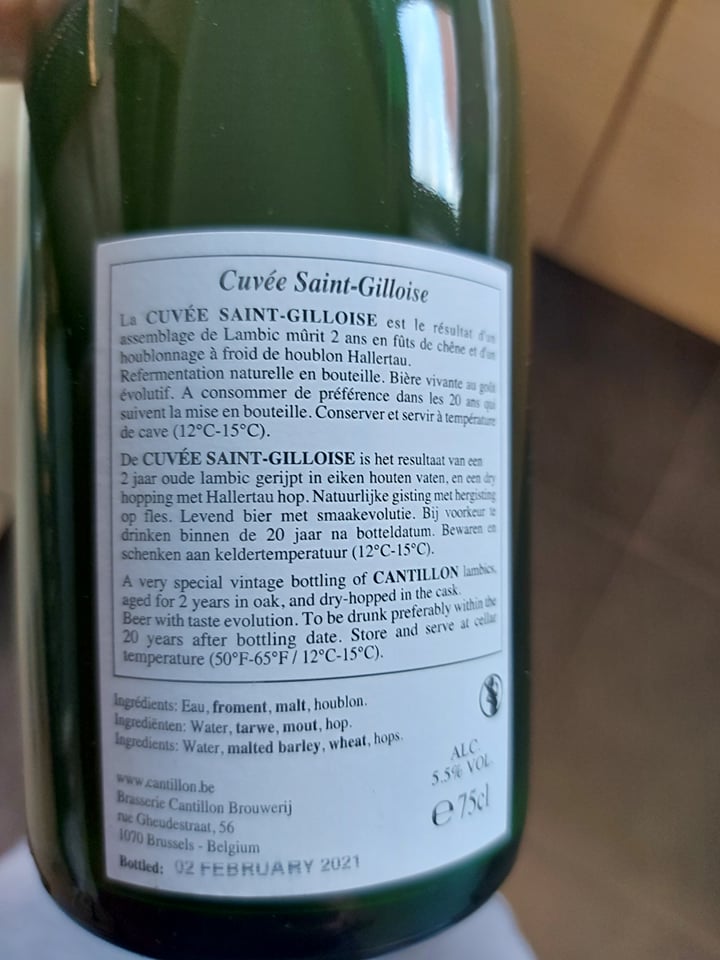 Cuvée Saint-Gilloise
La CUVÉE SAINT-GILLOISE est le résultat d'un
assemblage de Lambic mûrit 2 ans en fûts de chêne et d'un
houblonnage à froid de houblon Hallertau.
Refermentation naturelle en bouteille. Bière vivante au goût
évolutif. A consommer de préférence dans les 20 ans qui
suivent la mise en bouteille. Conserver et servir à température
de cave (12°C-15°C).
De CUVÉE SAINT-GILLOISE is het resultaat van een
2 jaar oude lambic gerijpt in eiken houten vaten, en een dry
hopping met Hallertau hop. Natuurlijke gisting met hergisting
op fles. Levend bier met smaakevolutie. Bij voorkeur te
drinken binnen de 20 jaar na botteldatum. Bewaren en
schenken aan keldertemperatuur (12°C-15°C).
A very special vintage bottling of CANTILLON lambics,
aged for 2 years in oak, and dry-hopped in the cask.
Beer with taste evolution. To be drunk preferably within the
20 years after bottling date. Store and serve at cellar
temperature (50°F-65°F / 12°C-15°C).
Ingrédients: Eau, froment, malt, houblon.
Ingrediënten: Water, tarwe, mout, hop.
Ingredients: Water, malted barley, wheat, hops.
ALC.
5.5% VOL.
e 75cl
www.cantillon.be
Brasserie Cantillon Brouwerij
rue Gheudestraat, 56
1070 Brussels - Belgium
Bottled: 02 FEBRUARY 2021